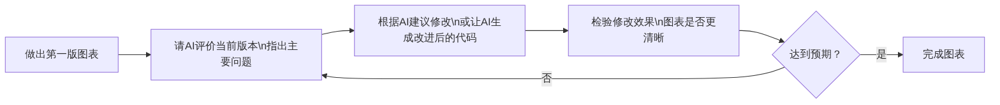 做出第一版图表
请AI评价当前版本\n指出主
要问题
根据AI建议修改\n或让AI生
成改进后的代码
检验修改效果\n图表是否更
清晰
达到预期？
是
完成图表
否